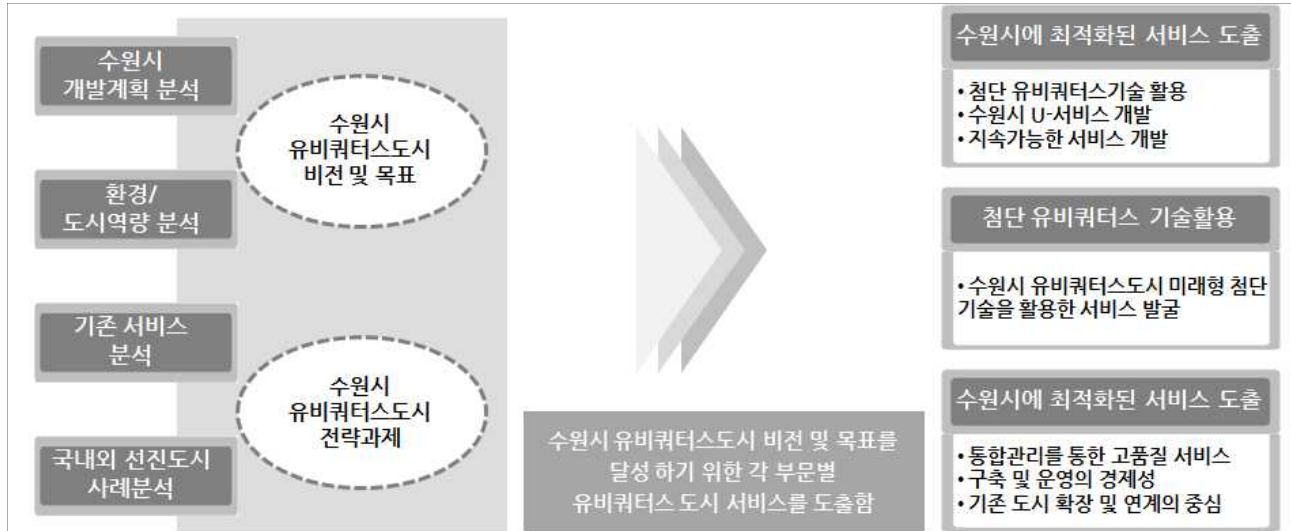 수원시
개발계획 분석
환경/
도시역량 분석
기존 서비스
분석
국내외 선진도시
사례분석
수원시
유비쿼터스도시
비전 및 목표
수원시
유비쿼터스도시
전략과제
수원시 유비쿼터스도시 비전 및 목표를
달성 하기 위한 각 부문별
유비쿼터스 도시 서비스를 도출함
수원시에 최적화된 서비스 도출
• 첨단 유비쿼터스기술 활용
• 수원시 U-서비스 개발
• 지속가능한 서비스 개발
첨단 유비쿼터스 기술활용
• 수원시 유비쿼터스도시 미래형 첨단
기술을 활용한 서비스 발굴
수원시에 최적화된 서비스 도출
• 통합관리를 통한 고품질 서비스
• 구축 및 운영의 경제성
• 기존 도시 확장 및 연계의 중심